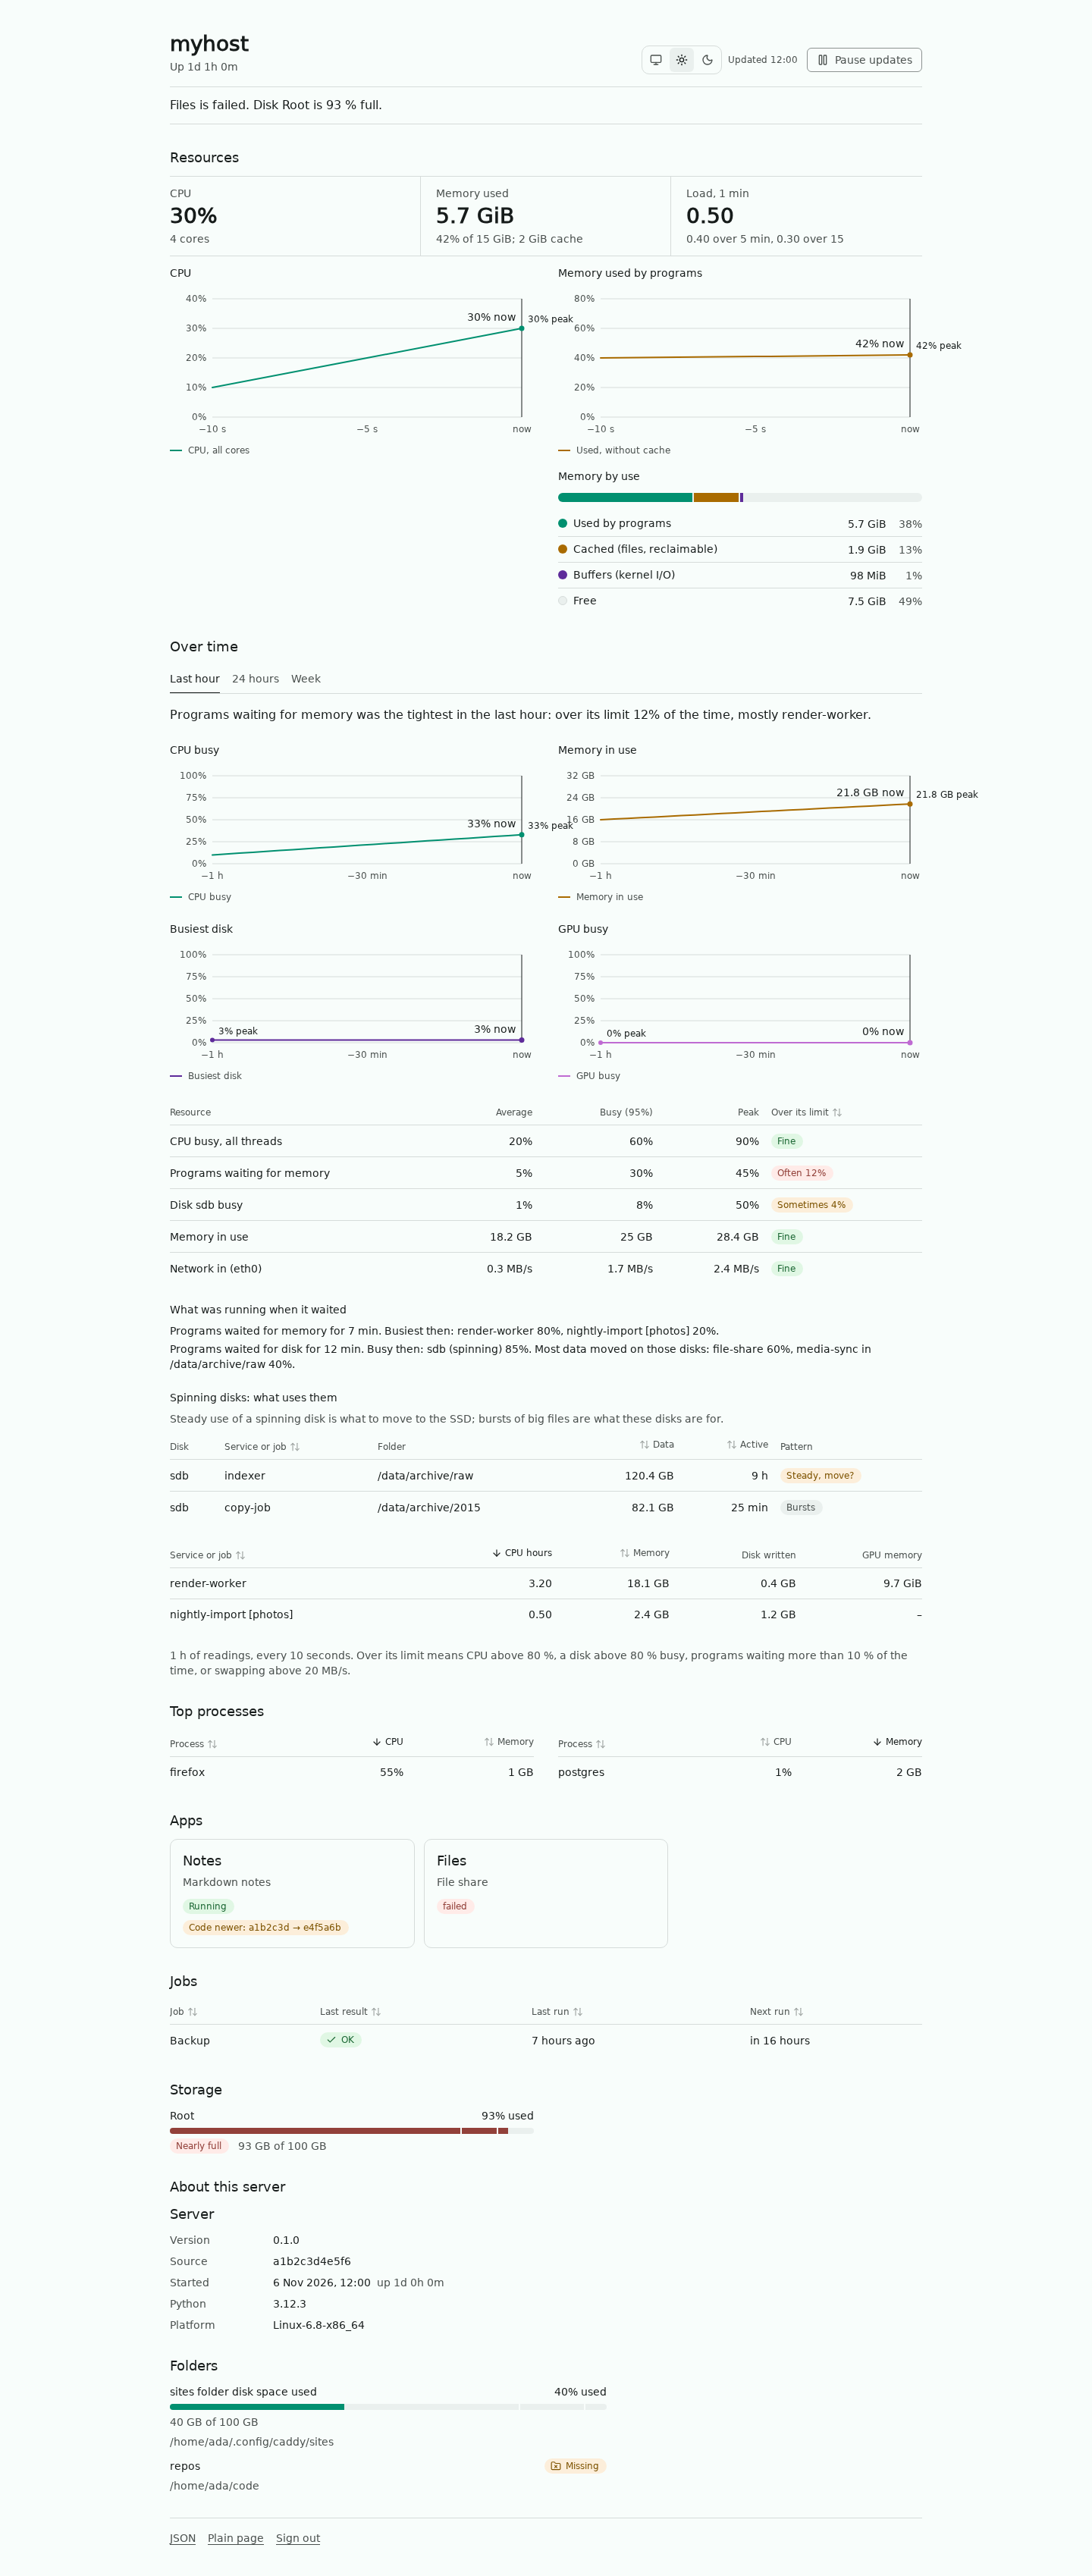 myhost
Up 1d 1h 0m
Updated 12:00
Pause updates
Files is failed. Disk Root is 93 % full.
Resources
CPU
30%
4 cores
Memory used
5.7 GiB
42% of 15 GiB; 2 GiB cache
Load, 1 min
0.50
0.40 over 5 min, 0.30 over 15
CPU
40%
30%
20%
10%
0%
30% now
30% peak
−10 s
−5 s
now
CPU, all cores
Memory used by programs
80%
60%
40%
20%
0%
42% now
42% peak
−10 s
−5 s
now
Used, without cache
Memory by use
Used by programs 5.7 GiB 38%
Cached (files, reclaimable) 1.9 GiB 13%
Buffers (kernel I/O) 98 MiB 1%
Free 7.5 GiB 49%
Over time
Last hour 24 hours Week
Programs waiting for memory was the tightest in the last hour: over its limit 12% of the time, mostly render-worker.
CPU busy
100%
75%
50%
25%
0%
33% now
33% peak
−1 h
−30 min
now
CPU busy
Memory in use
32 GB
24 GB
16 GB
8 GB
0 GB
21.8 GB now
21.8 GB peak
−1 h
−30 min
now
Memory in use
Busiest disk
100%
75%
50%
25%
0%
3% peak
3% now
−1 h
−30 min
now
Busiest disk
GPU busy
100%
75%
50%
25%
0%
0% peak
0% now
−1 h
−30 min
now
GPU busy
Resource Average Busy (95%) Peak Over its limit
CPU busy, all threads 20% 60% 90% Fine
Programs waiting for memory 5% 30% 45% Often 12%
Disk sdb busy 1% 8% 50% Sometimes 4%
Memory in use 18.2 GB 25 GB 28.4 GB Fine
Network in (eth0) 0.3 MB/s 1.7 MB/s 2.4 MB/s Fine
What was running when it waited
Programs waited for memory for 7 min. Busiest then: render-worker 80%, nightly-import [photos] 20%.
Programs waited for disk for 12 min. Busy then: sdb (spinning) 85%. Most data moved on those disks: file-share 60%, media-sync in
/data/archive/raw 40%.
Spinning disks: what uses them
Steady use of a spinning disk is what to move to the SSD; bursts of big files are what these disks are for.
Disk Service or job Folder Data Active Pattern
sdb indexer /data/archive/raw 120.4 GB 9 h Steady, move?
sdb copy-job /data/archive/2015 82.1 GB 25 min Bursts
Service or job CPU hours Memory Disk written GPU memory
render-worker 3.20 18.1 GB 0.4 GB 9.7 GiB
nightly-import [photos] 0.50 2.4 GB 1.2 GB –
1 h of readings, every 10 seconds. Over its limit means CPU above 80 %, a disk above 80 % busy, programs waiting more than 10 % of the
time, or swapping above 20 MB/s.
Top processes
Process CPU Memory
firefox 55% 1 GB
Process CPU Memory
postgres 1% 2 GB
Apps
Notes
Markdown notes
Running
Code newer: a1b2c3d → e4f5a6b
Files
File share
failed
Jobs
Job Last result Last run Next run
Backup OK 7 hours ago in 16 hours
Storage
Root 93% used
Nearly full 93 GB of 100 GB
About this server
Server
Version 0.1.0
Source a1b2c3d4e5f6
Started 6 Nov 2026, 12:00 up 1d 0h 0m
Python 3.12.3
Platform Linux-6.8-x86_64
Folders
sites folder disk space used 40% used
40 GB of 100 GB
/home/ada/.config/caddy/sites
repos Missing
/home/ada/code
JSON Plain page Sign out